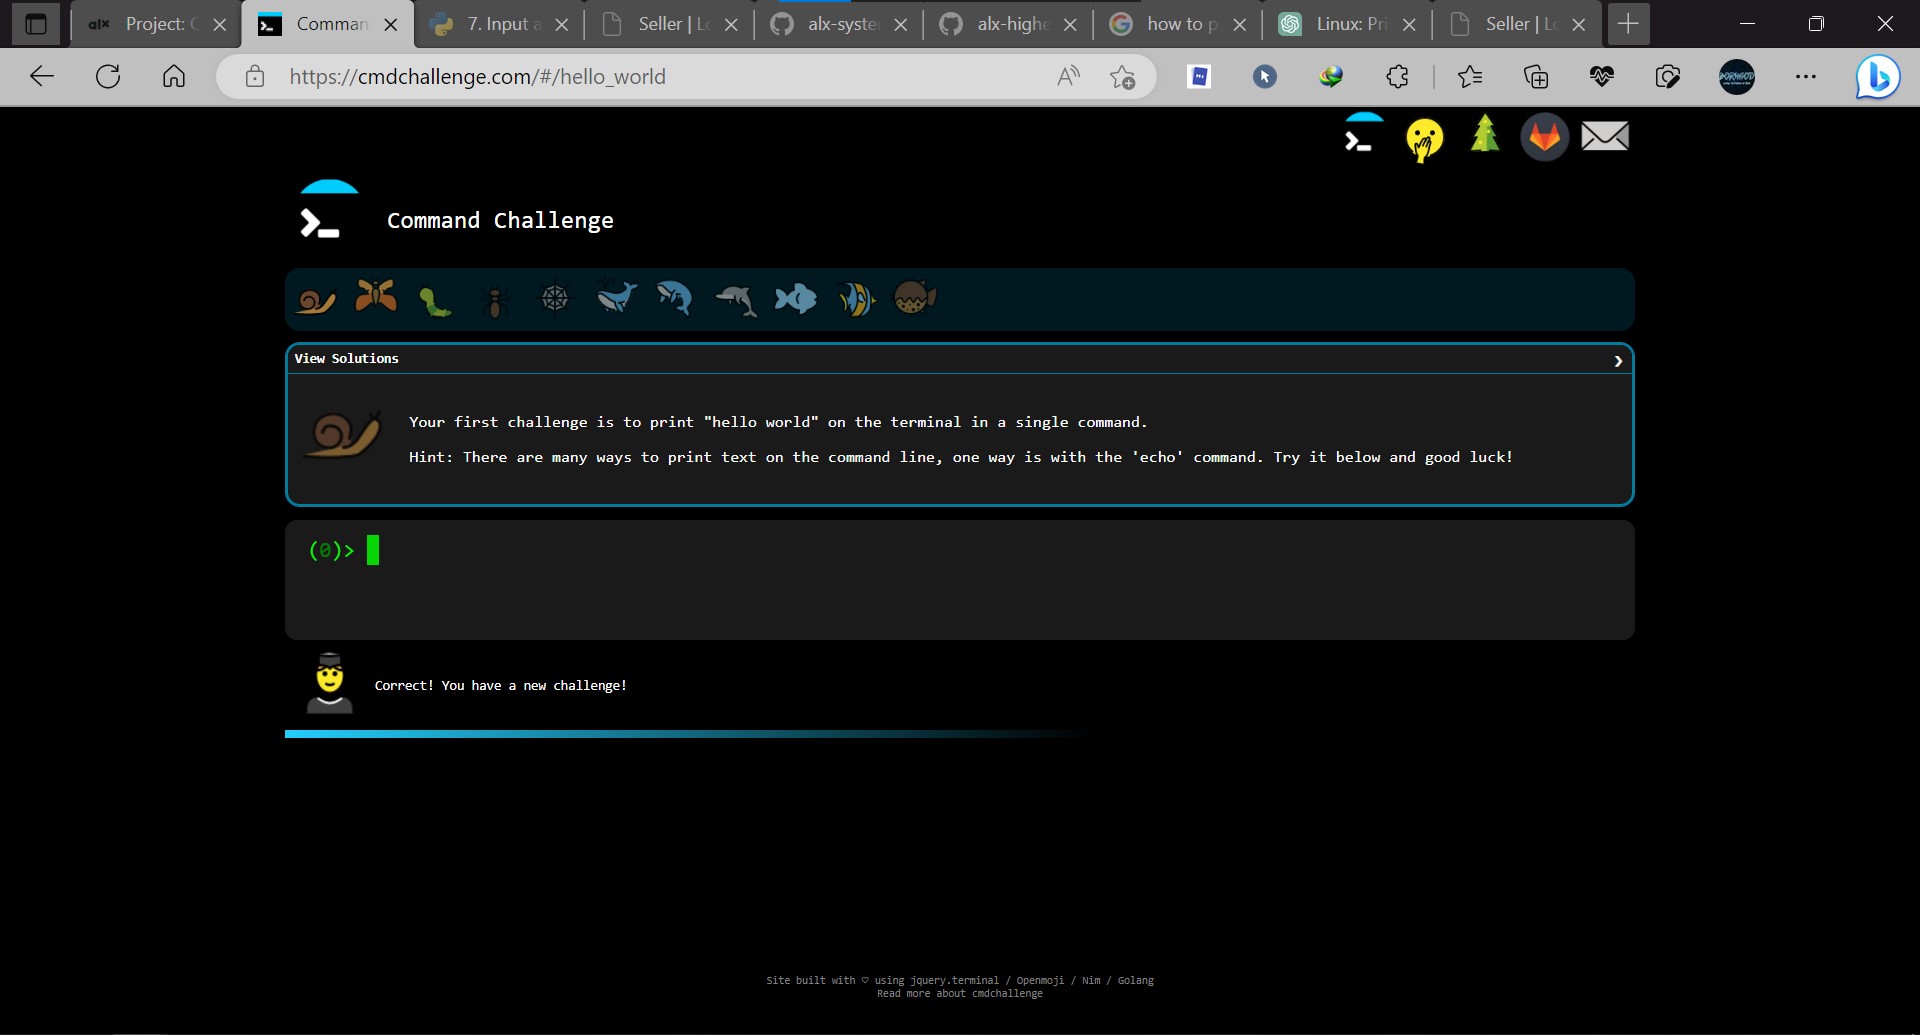 alx Project: C
Comman
7. Input a
Seller | Lo
alx-syster
alx-highe
how to p
Linux: Pri
Seller | Lo
https://cmdchallenge.com/#/hello_world
Command Challenge
View Solutions
Your first challenge is to print "hello world" on the terminal in a single command.
Hint: There are many ways to print text on the command line, one way is with the 'echo' command. Try it below and good luck!
(0)>
Correct! You have a new challenge!
Site built with ♡ using jquery.terminal / Openmoji / Nim / Golang
Read more about cmdchallenge